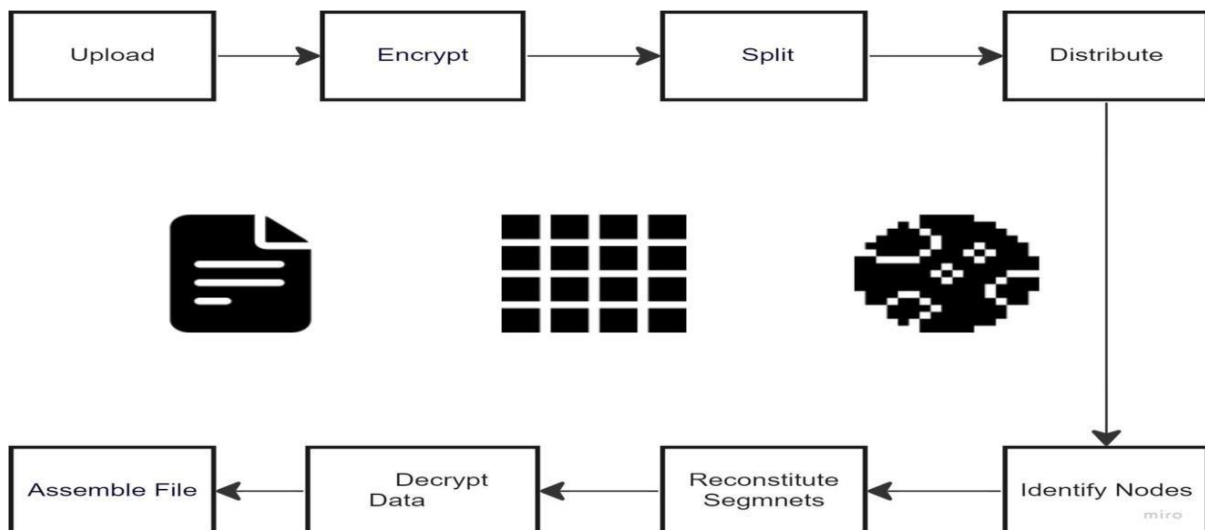 Upload
Encrypt
Split
Distribute
Assemble File
Decrypt
Data
Reconstitute
Segmnets
Identify Nodes
miro